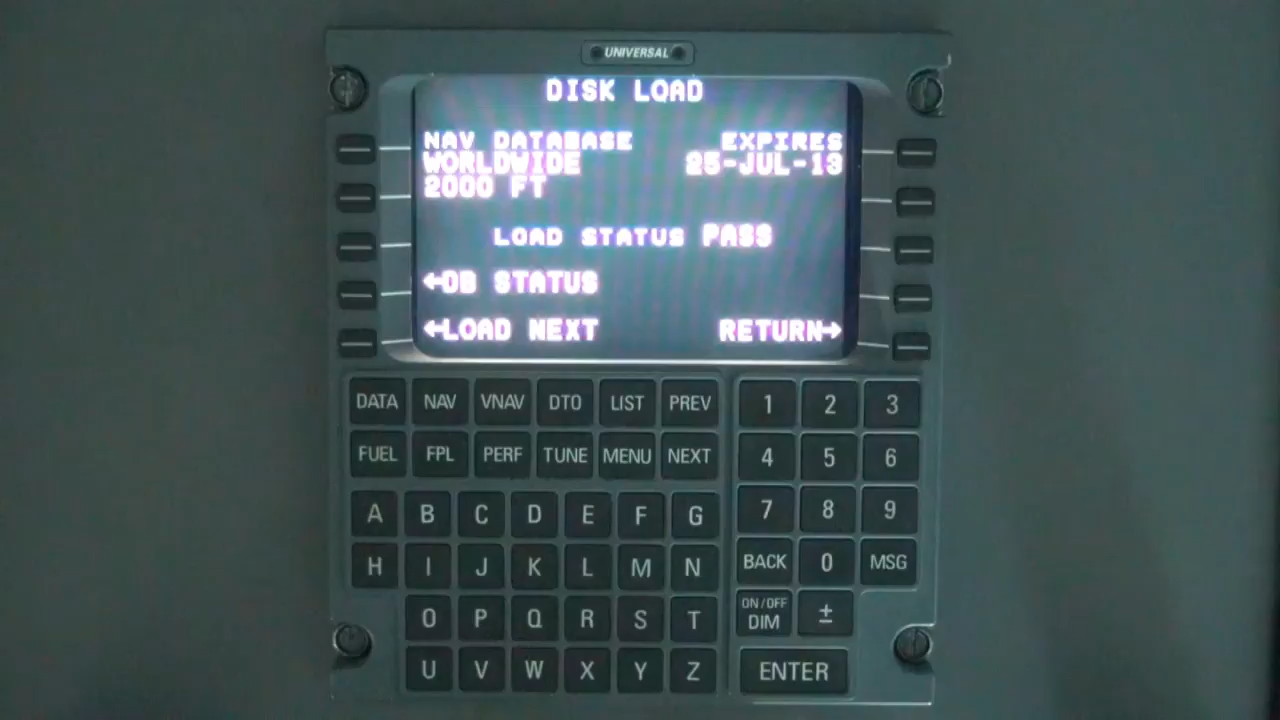 UNIVERSAL
DISK LOAD
NAV DATABASE EXPIRES
WORLDWIDE 25-JUL-13
2000 FT
LOAD STATUS PASS
←DB STATUS
←LOAD NEXT RETURN→
DATA NAV VNAV DTO LIST PREV 1 2 3
FUEL FPL PERF TUNE MENU NEXT 4 5 6
A B C D E F G 7 8 9
H I J K L M N BACK 0 MSG
O P Q R S T ON/OFF DIM ±
U V W X Y Z ENTER